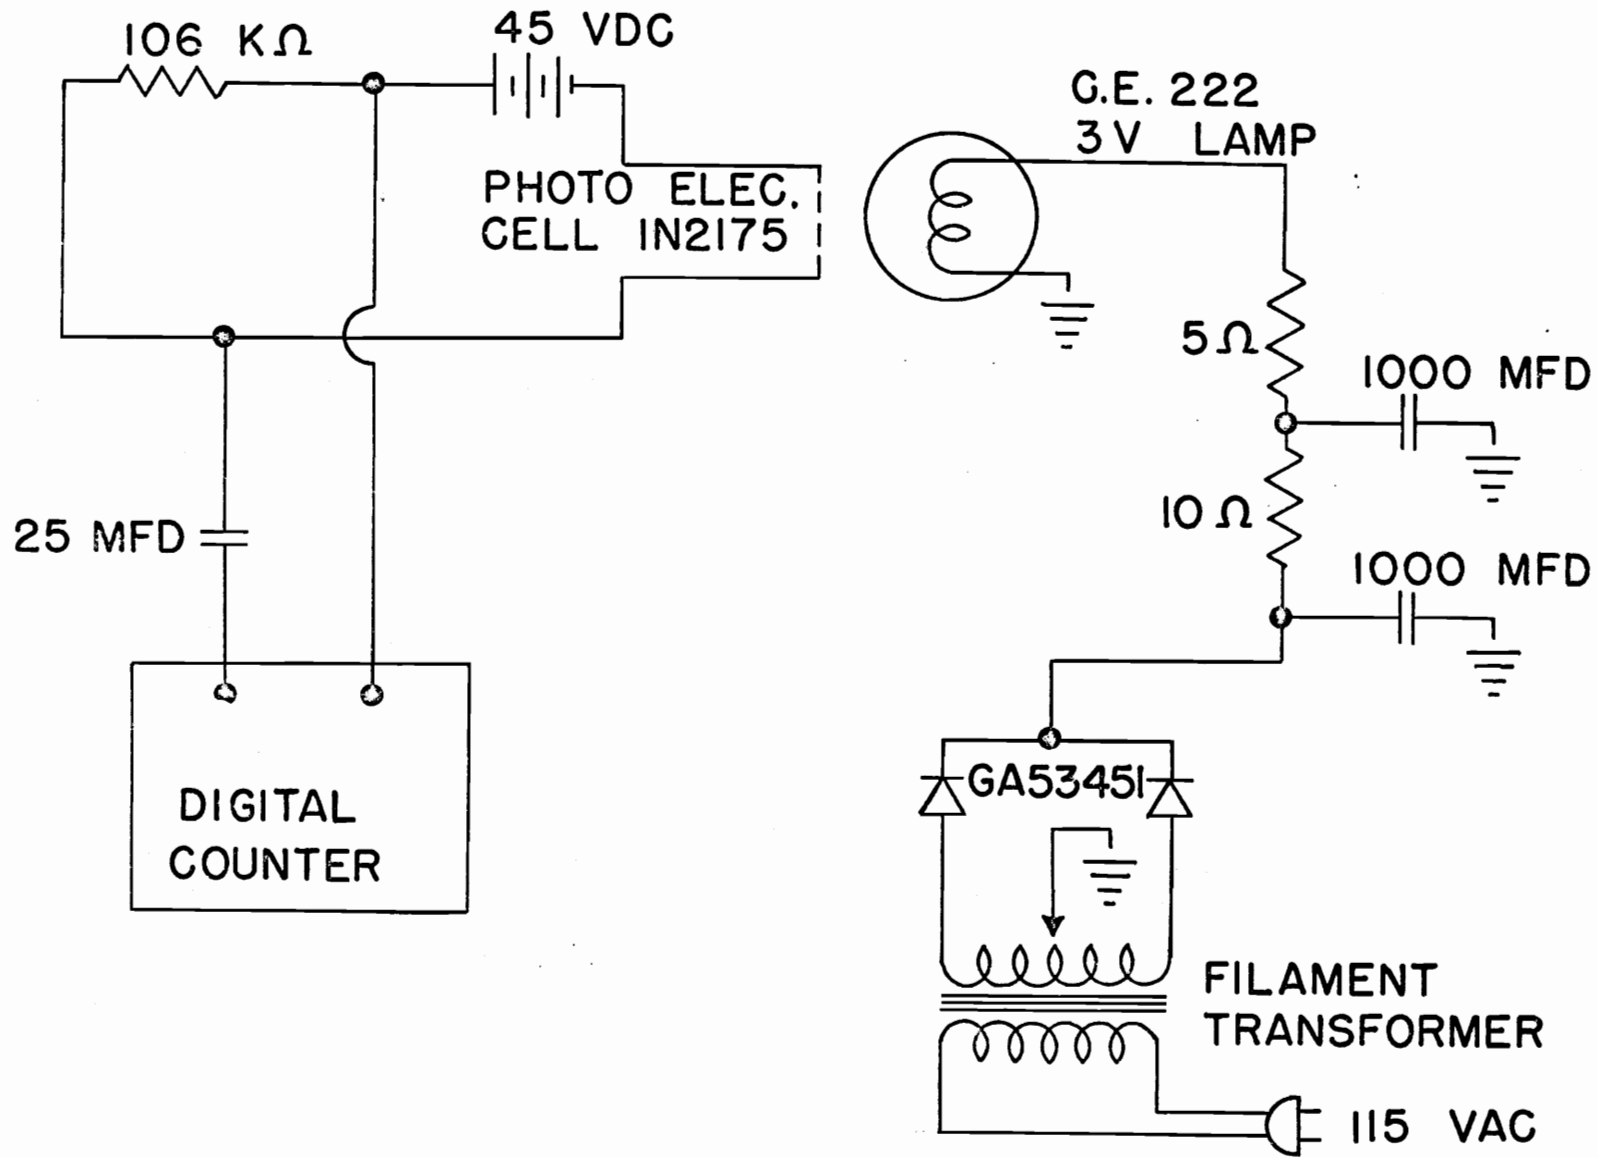 106 KΩ
45 VDC
G.E. 222
3V LAMP
PHOTO ELEC.
CELL 1N2175
5Ω
1000 MFD
10Ω
25 MFD
1000 MFD
GA53451
DIGITAL
COUNTER
FILAMENT
TRANSFORMER
115 VAC